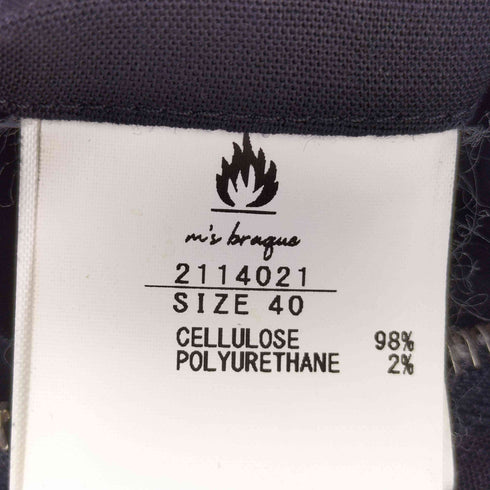 m's braque
2114021
SIZE 40
CELLULOSE 98%
POLYURETHANE 2%